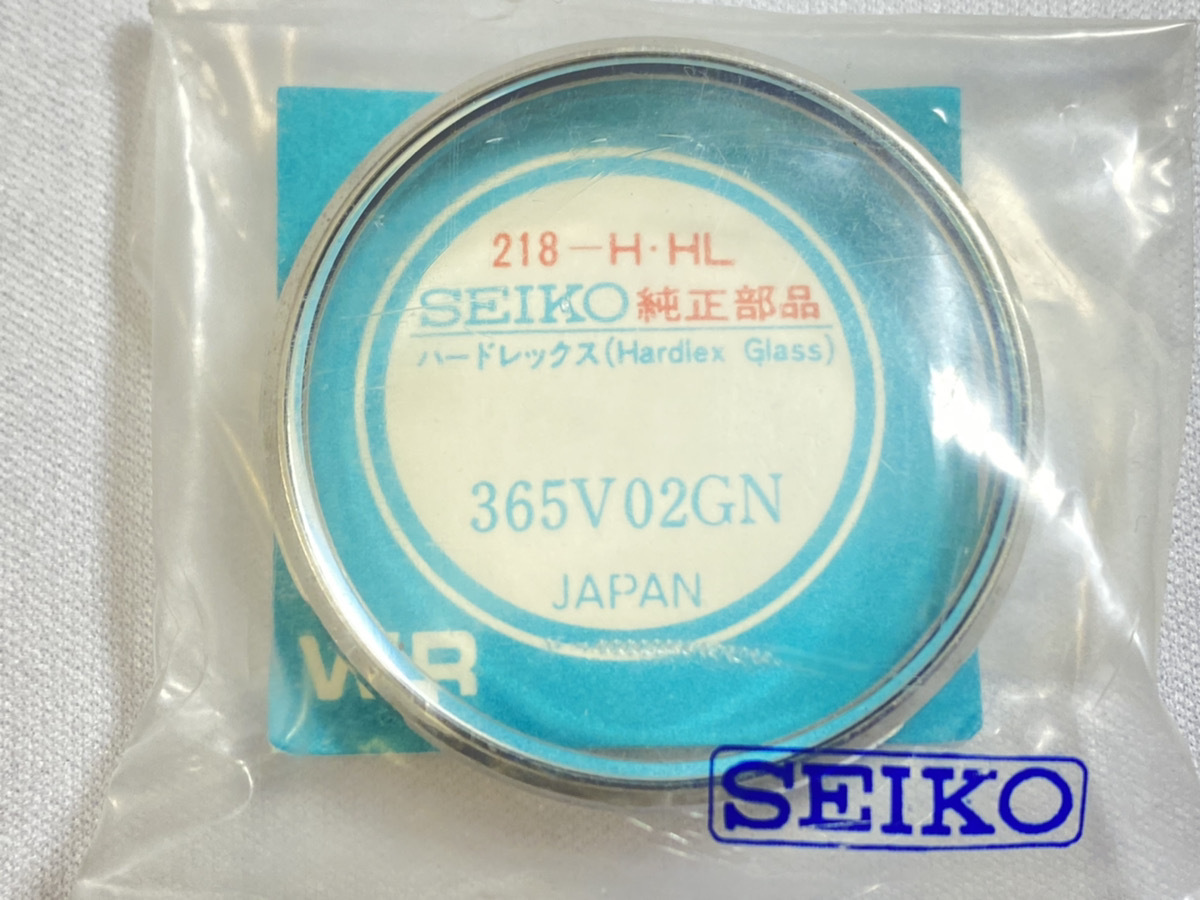 218-H·HL
SEIKO 純正部品
ハードレックス(Hardlex Glass)
365V02GN
JAPAN
SEIKO